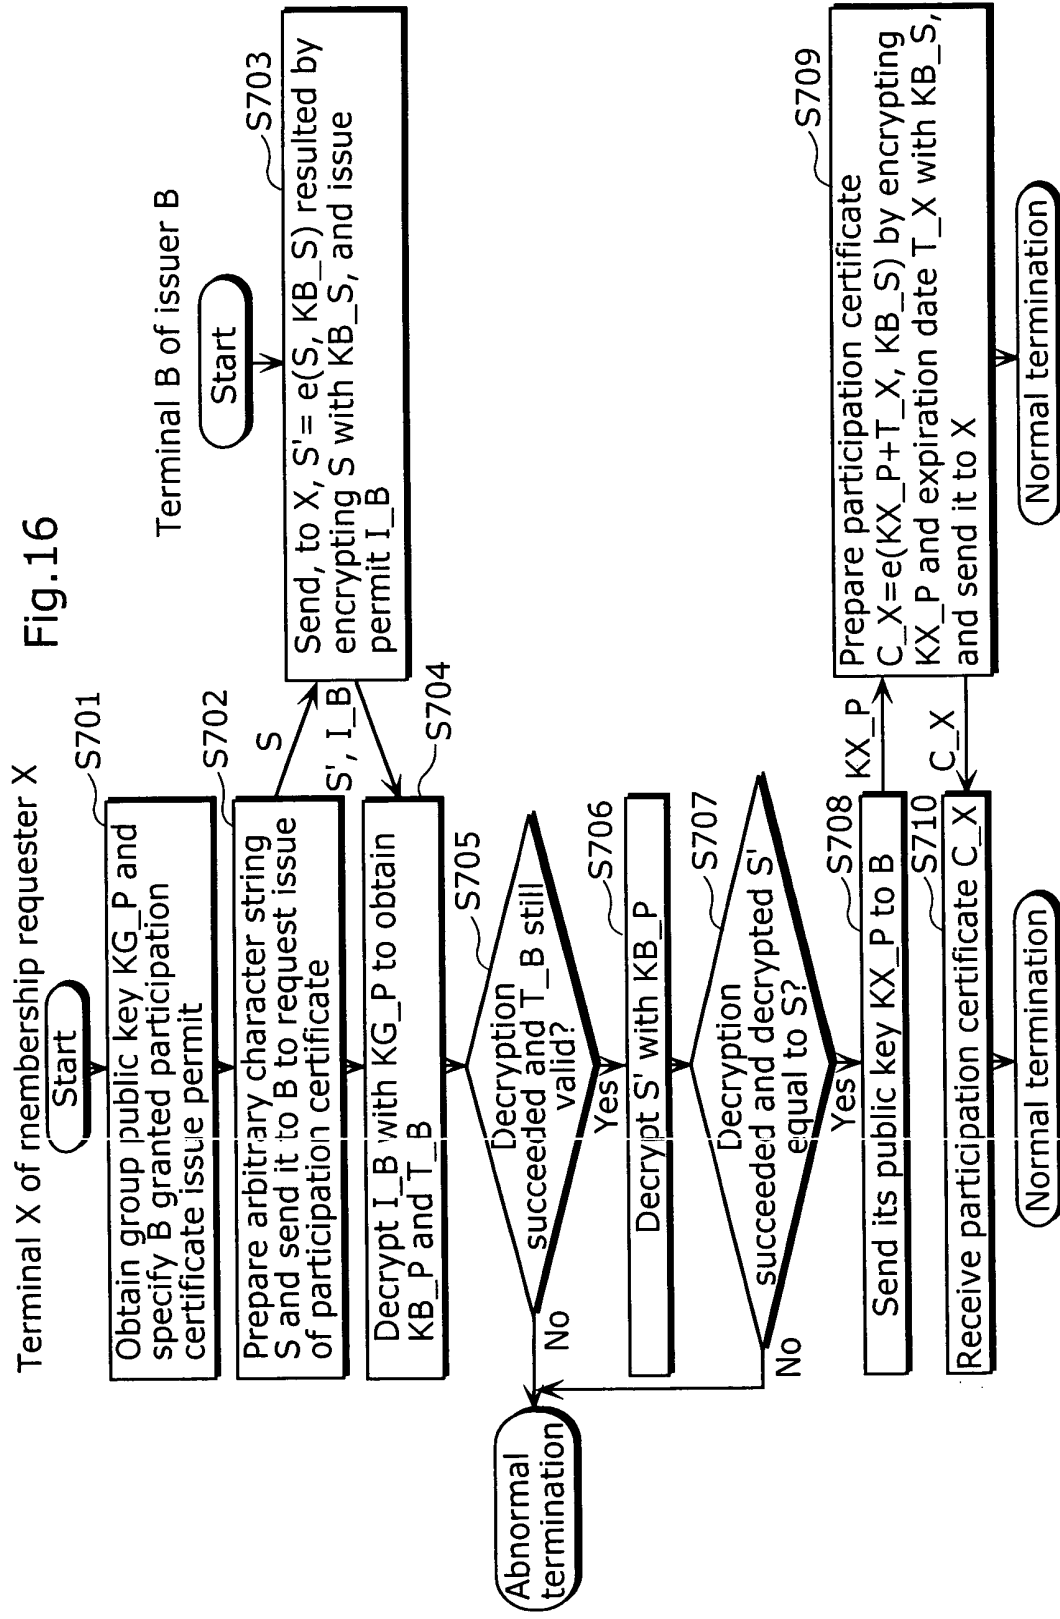 Fig.16
Terminal X of membership requester X
Start
S701
Obtain group public key KG_P and
specify B granted participation
certificate issue permit
S702
Prepare arbitrary character string
S and send it to B to request issue
of participation certificate
S
Terminal B of issuer B
Start
S703
Send, to X, S'= e(S, KB_S) resulted by
encrypting S with KB_S, and issue
permit I_B
S', I_B
S704
Decrypt I_B with KG_P to obtain
KB_P and T_B
S705
Decryption
succeeded and T_B still
valid?
No
Yes
Abnormal
termination
S706
Decrypt S' with KB_P
S707
Decryption
succeeded and decrypted S'
equal to S?
No
Yes
S708
Send its public key KX_P to B
KX_P
S709
Prepare participation certificate
C_X=e(KX_P+T_X, KB_S) by encrypting
KX_P and expiration date T_X with KB_S,
and send it to X
C_X
S710
Receive participation certificate C_X
Normal termination
Normal termination